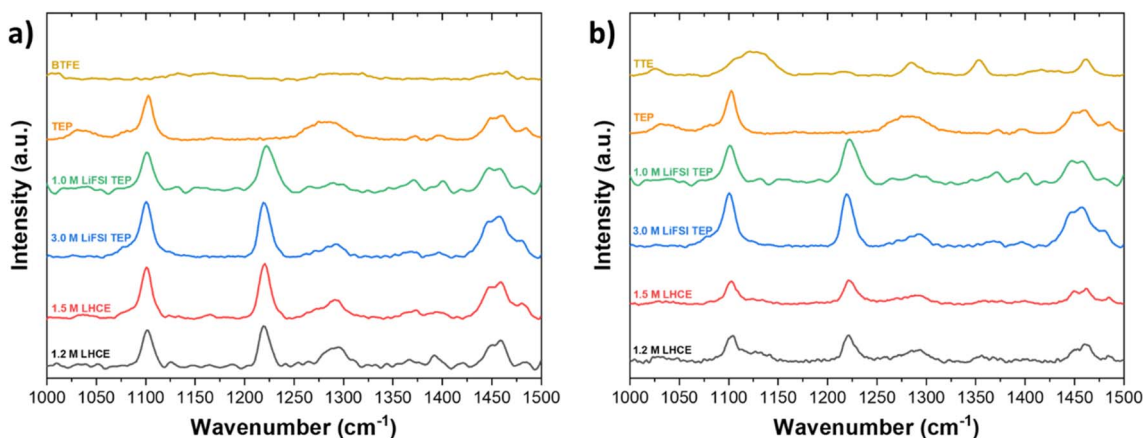 a)
Intensity (a.u.)
BTFE
TEP
1.0 M LiFSI TEP
3.0 M LiFSI TEP
1.5 M LHCE
1.2 M LHCE
1000 1050 1100 1150 1200 1250 1300 1350 1400 1450 1500
Wavenumber (cm⁻¹)
b)
Intensity (a.u.)
TTE
TEP
1.0 M LiFSI TEP
3.0 M LiFSI TEP
1.5 M LHCE
1.2 M LHCE
1000 1050 1100 1150 1200 1250 1300 1350 1400 1450 1500
Wavenumber (cm⁻¹)